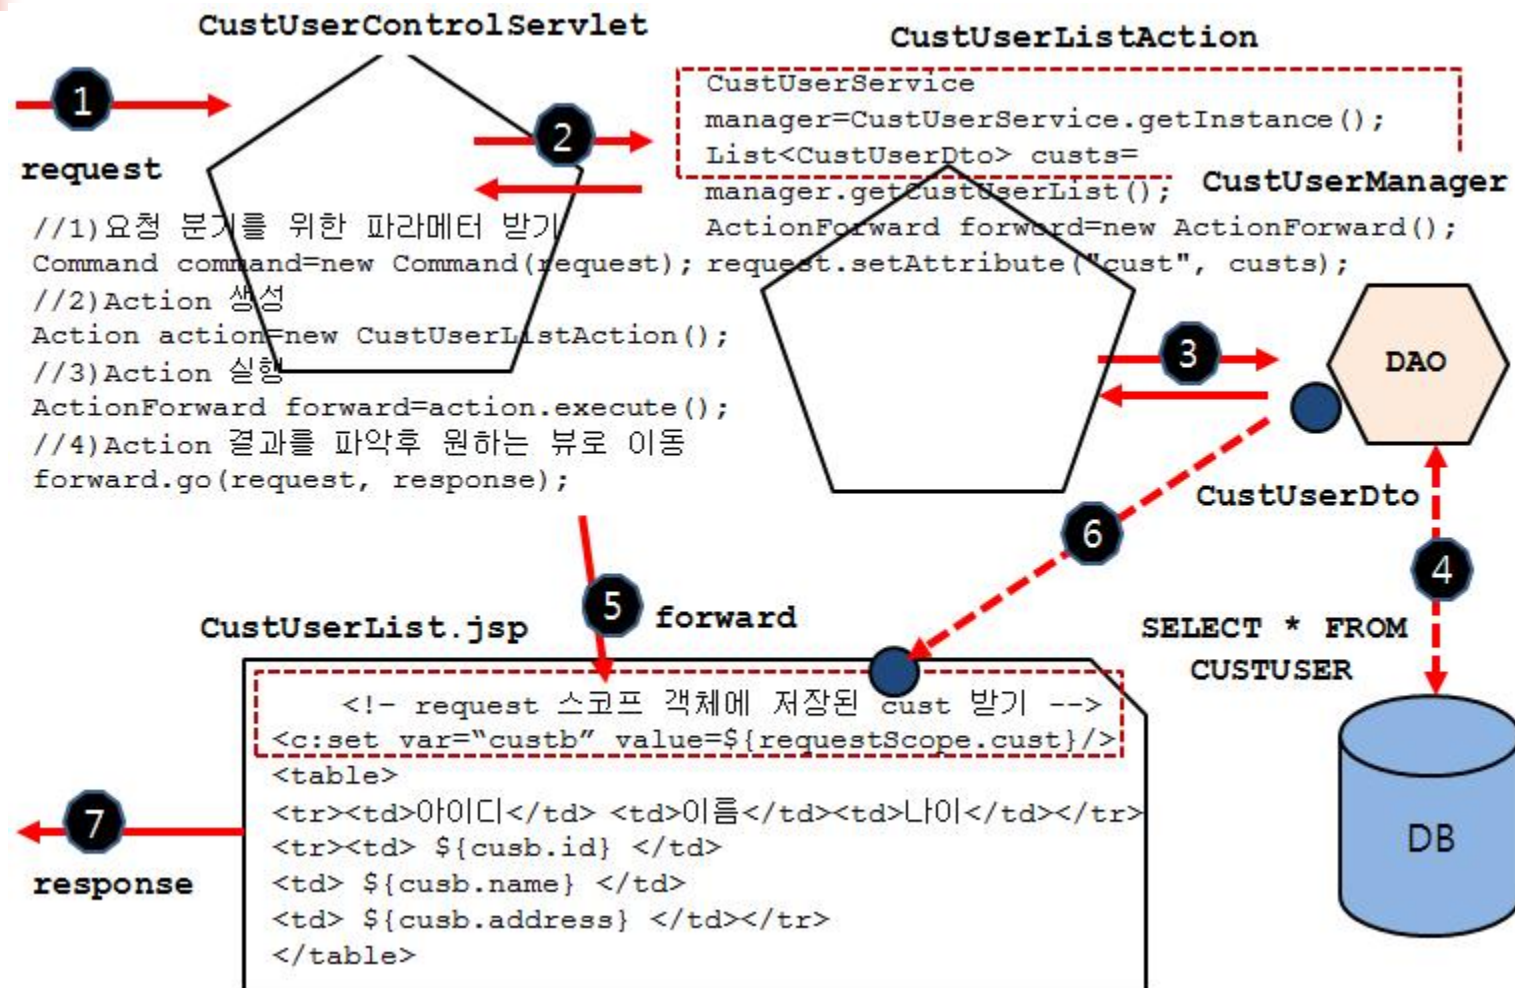 CustUserControlServlet
1
request
//1)요청 분기를 위한 파라메터 받기
Command command=new Command(request);
//2)Action 생성
Action action=new CustUserListAction();
//3)Action 실행
ActionForward forward=action.execute();
//4)Action 결과를 파악후 원하는 뷰로 이동
forward.go(request, response);
2
CustUserListAction
CustUserService
manager=CustUserService.getInstance();
List<CustUserDto> custs=
manager.getCustUserList();
ActionForward forword=new ActionForward();
request.setAttribute("cust", custs);
CustUserManager
3
DAO
CustUserDto
4
SELECT * FROM
CUSTUSER
DB
6
5
forward
CustUserList.jsp
<!– request 스코프 객체에 저장된 cust 받기 -->
<c:set var=“custb” value=${requestScope.cust}/>
<table>
<tr><td>아이디</td> <td>이름</td><td>나이</td></tr>
<tr><td> ${cusb.id} </td>
<td> ${cusb.name} </td>
<td> ${cusb.address} </td></tr>
</table>
7
response